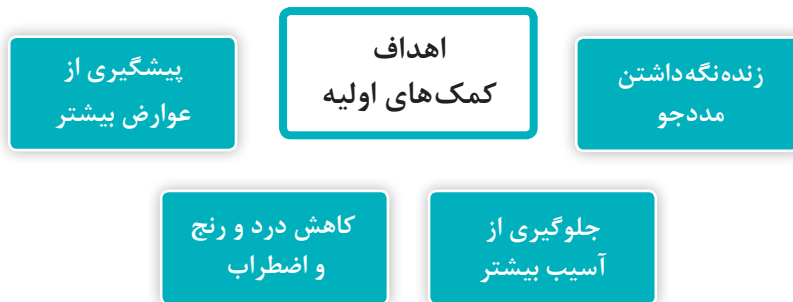 اهداف
کمک‌های اولیه
زنده‌نگه‌داشتن
مددجو
پیشگیری از
عوارض بیشتر
جلوگیری از
آسیب بیشتر
کاهش درد و رنج
و اضطراب